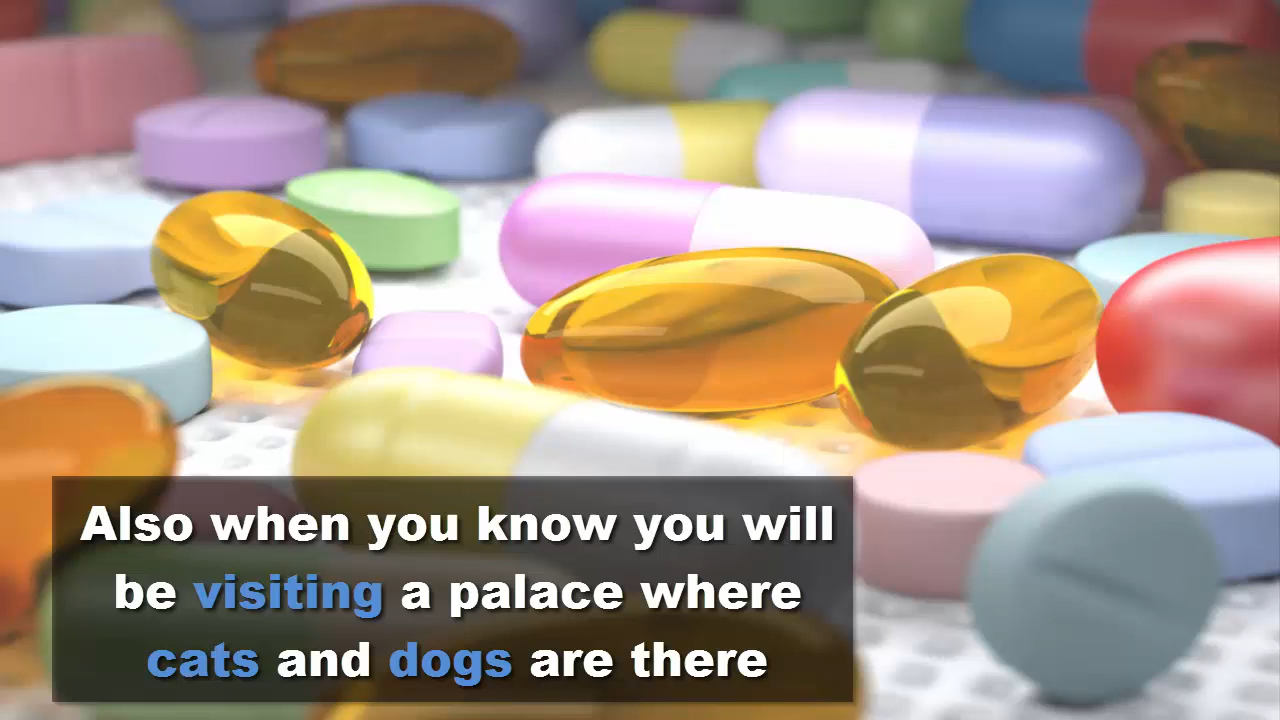 Also when you know you will
be visiting a palace where
cats and dogs are there